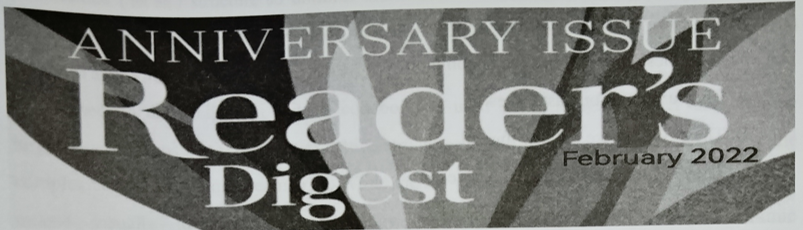 ANNIVERSARY ISSUE
Reader's
February 2022
Digest